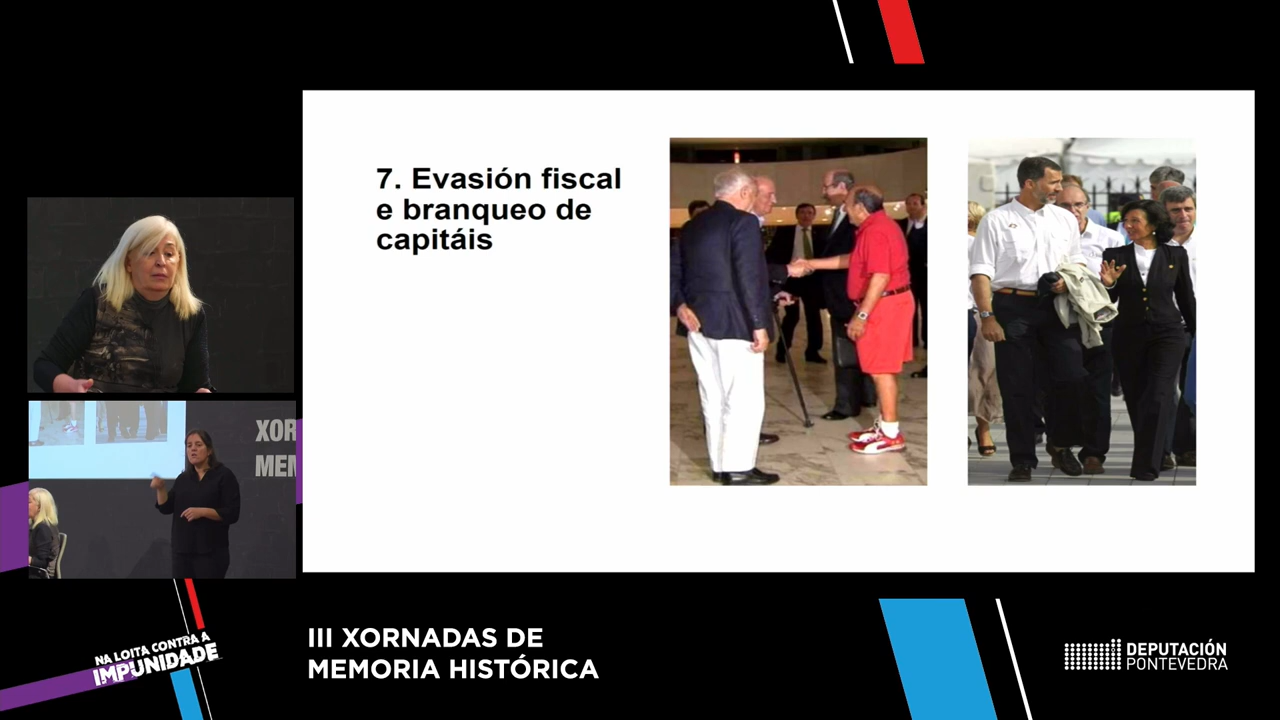 7. Evasión fiscal
e branqueo de
capitáis
XOR
MEM
NA LOITA CONTRA A
IMPUNIDADE
III XORNADAS DE
MEMORIA HISTÓRICA
DEPUTACIÓN
PONTEVEDRA